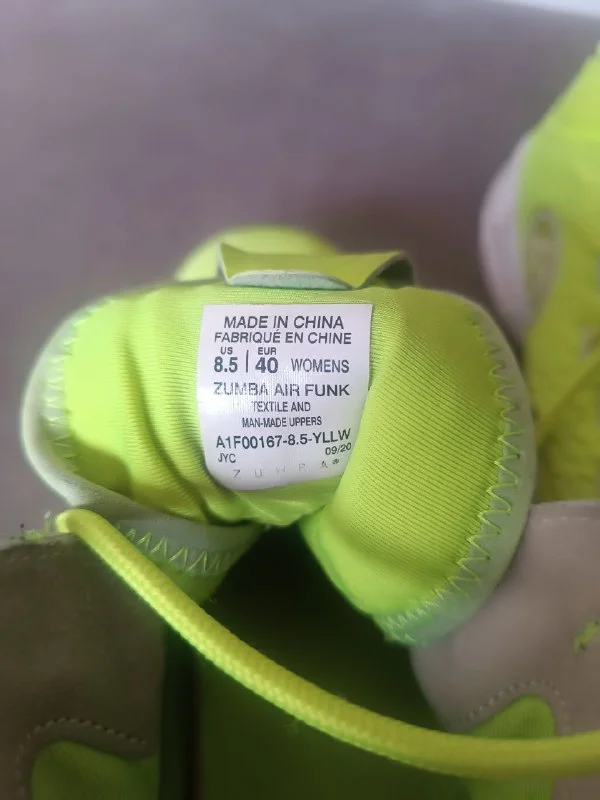 MADE IN CHINA
FABRIQUÉ EN CHINE
US EUR
8.5 | 40 WOMENS
ZUMBA AIR FUNK
TEXTILE AND
MAN-MADE UPPERS
A1F00167-8.5-YLLW
JYC 09/20